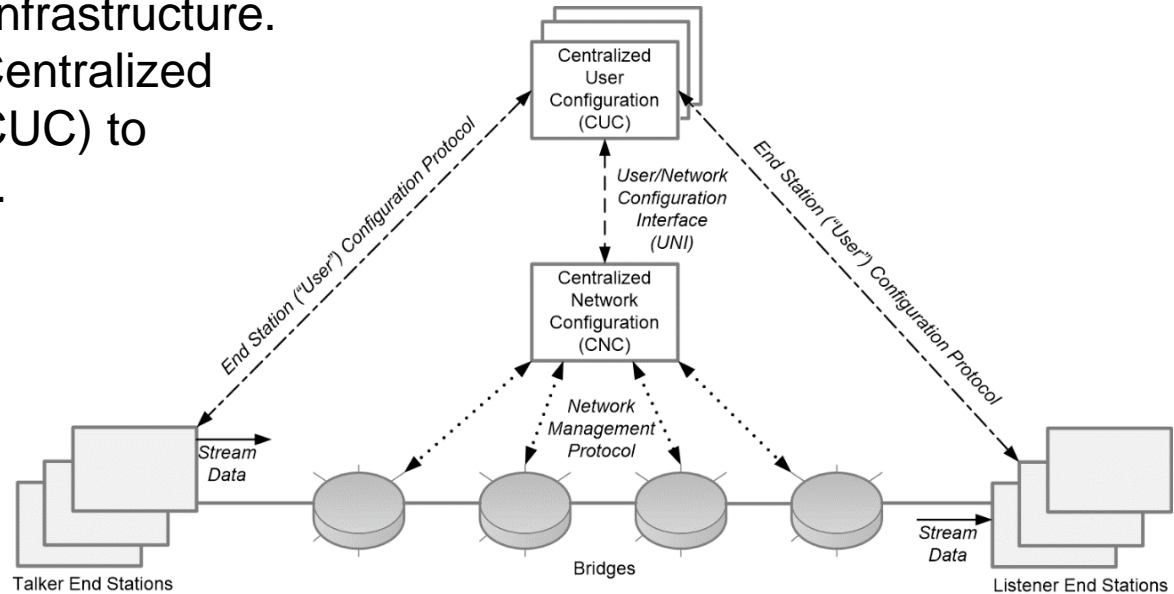 nfrastructure.
Centralized
CUC) to
.
Centralized
User
Configuration
(CUC)
End Station ("User") Configuration Protocol
User/Network
Configuration
Interface
(UNI)
End Station ("User") Configuration Protocol
Centralized
Network
Configuration
(CNC)
Network
Management
Protocol
Stream
Data
Stream
Data
Bridges
Talker End Stations
Listener End Stations